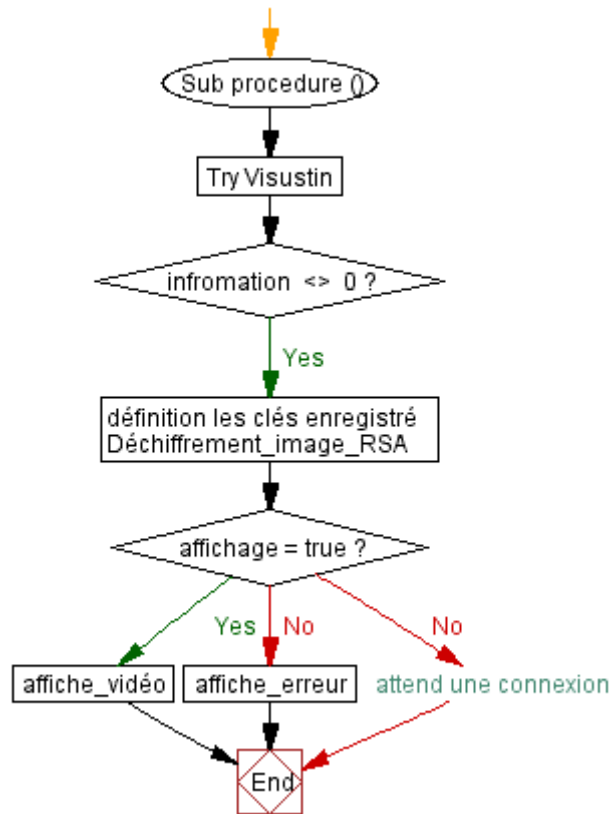 Sub procedure ()
Try Visustin
infromation <> 0 ?
Yes
définition les clés enregistré
Déchiffrement_image_RSA
affichage = true ?
Yes
No
No
affiche_vidéo
affiche_erreur
attend une connexion
End